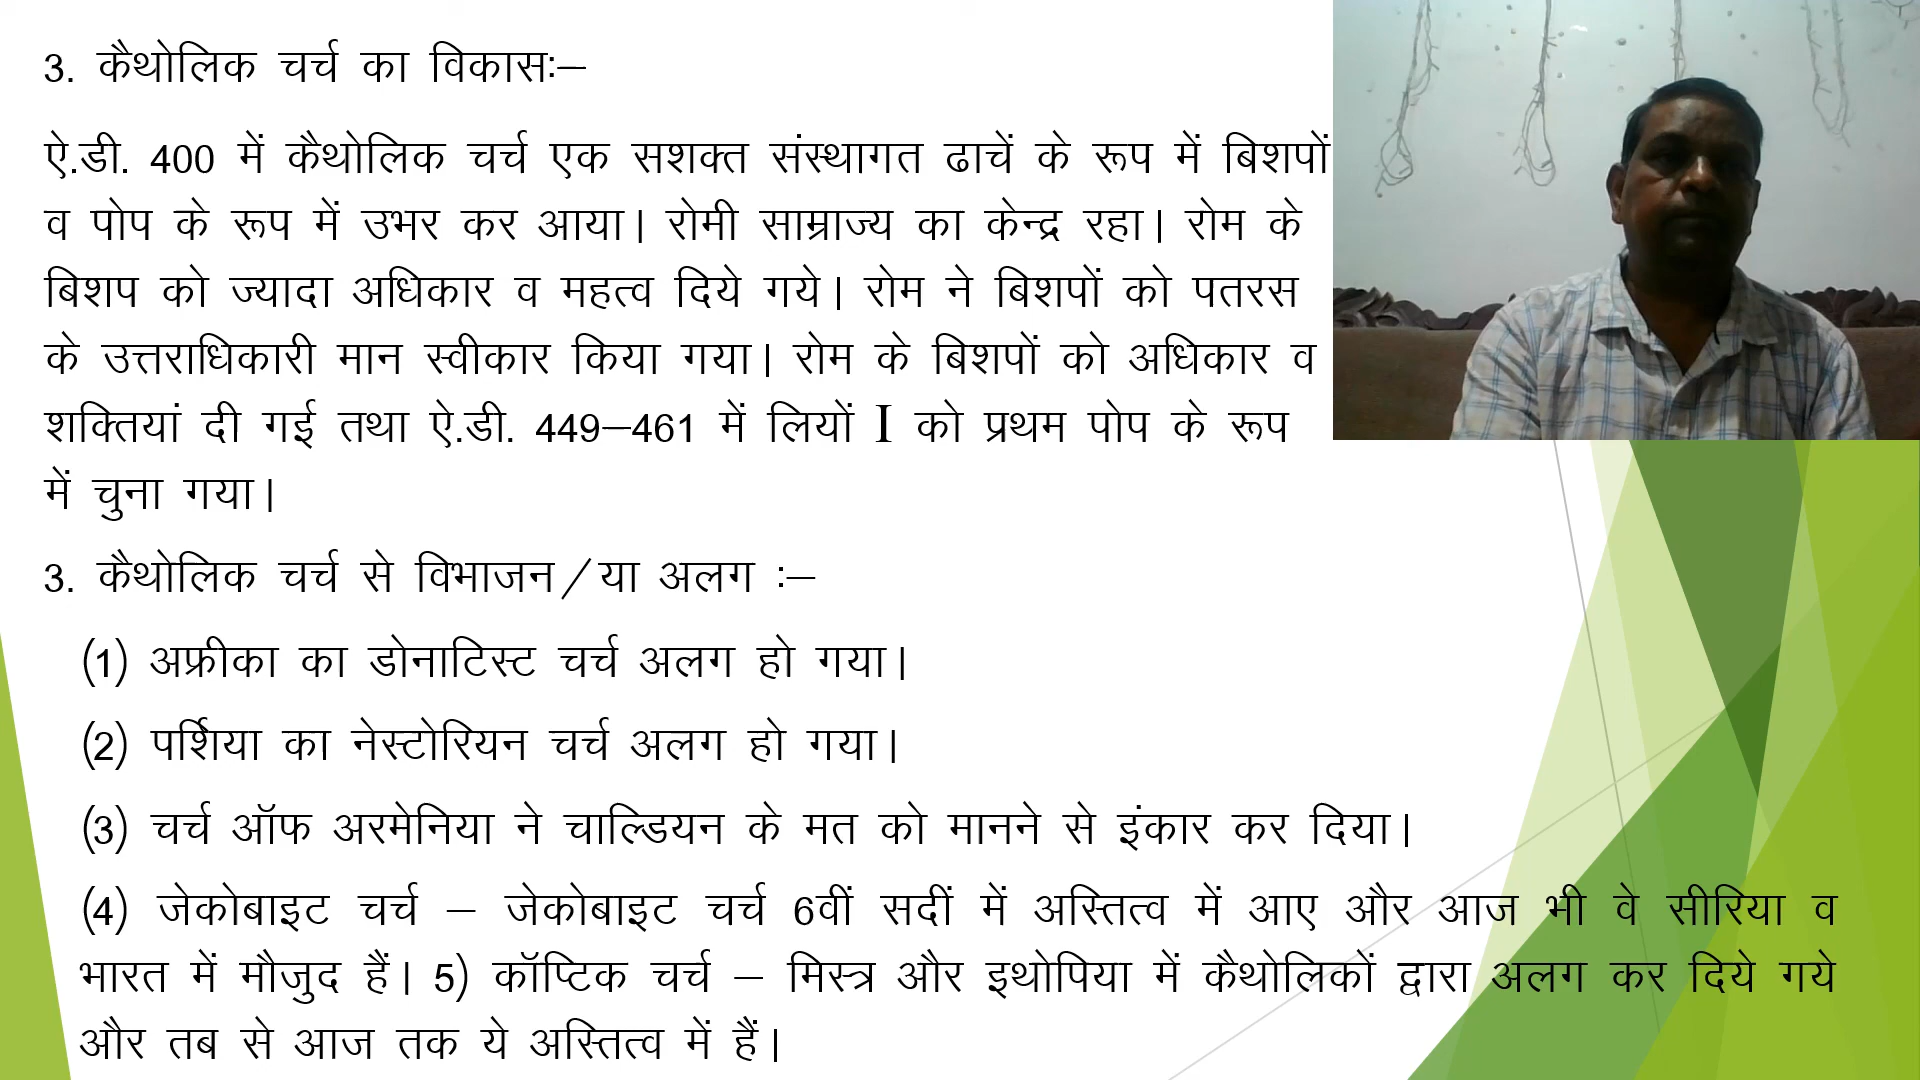 3. कैथोलिक चर्च का विकासः–
ऐ.डी. 400 में कैथोलिक चर्च एक सशक्त संस्थागत ढाचें के रूप में बिशपों
व पोप के रूप में उभर कर आया। रोमी साम्राज्य का केन्द्र रहा। रोम के
बिशप को ज्यादा अधिकार व महत्व दिये गये। रोम ने बिशपों को पतरस
के उत्तराधिकारी मान स्वीकार किया गया। रोम के बिशपों को अधिकार व
शक्तियां दी गई तथा ऐ.डी. 449–461 में लियों I को प्रथम पोप के रूप
में चुना गया।
3. कैथोलिक चर्च से विभाजन/या अलग :–
(1) अफ्रीका का डोनाटिस्ट चर्च अलग हो गया।
(2) पर्शिया का नेस्टोरियन चर्च अलग हो गया।
(3) चर्च ऑफ अरमेनिया ने चाल्डियन के मत को मानने से इंकार कर दिया।
(4) जेकोबाइट चर्च – जेकोबाइट चर्च 6वीं सदीं में अस्तित्व में आए और आज भी वे सीरिया व
भारत में मौजुद हैं। 5) कॉप्टिक चर्च – मिस्त्र और इथोपिया में कैथोलिकों द्वारा अलग कर दिये गये
और तब से आज तक ये अस्तित्व में हैं।